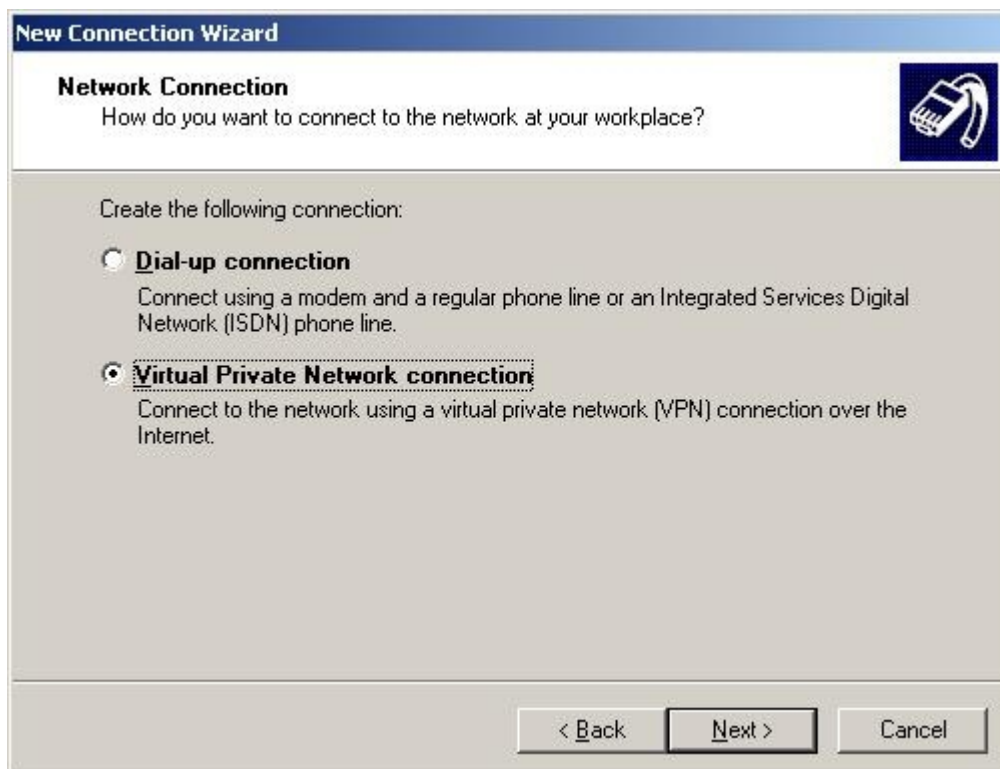 New Connection Wizard
Network Connection
How do you want to connect to the network at your workplace?
Create the following connection:
Dial-up connection
Connect using a modem and a regular phone line or an Integrated Services Digital
Network (ISDN) phone line.
Virtual Private Network connection
Connect to the network using a virtual private network (VPN) connection over the
Internet.
< Back
Next >
Cancel